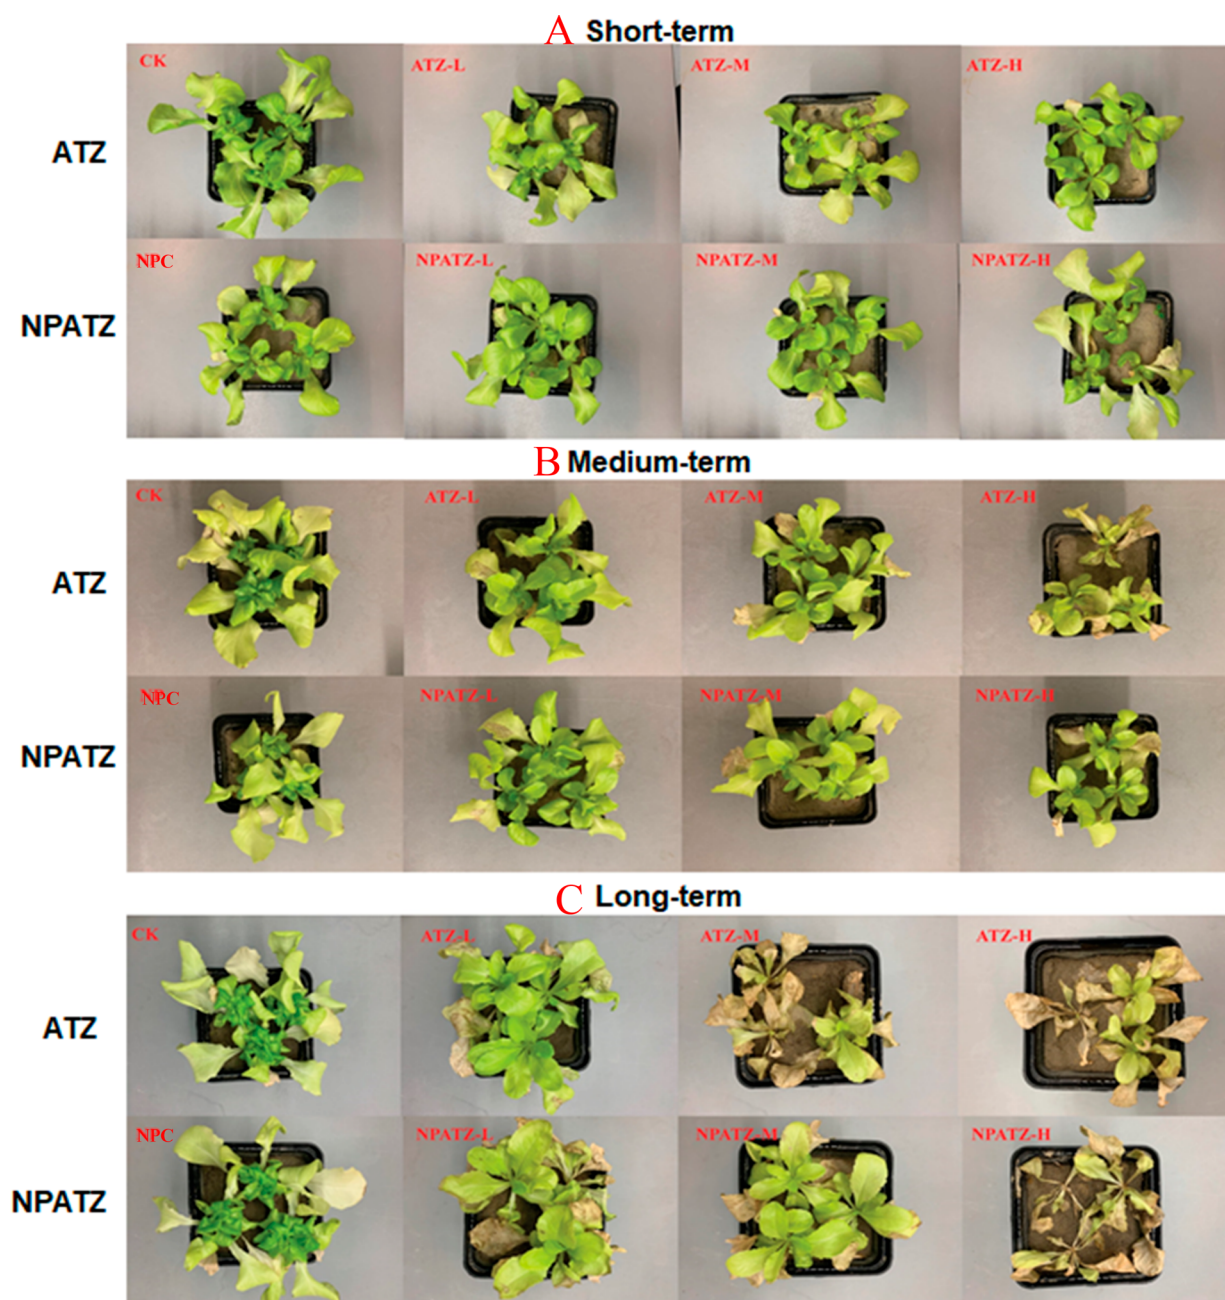 A Short-term
ATZ
CK
ATZ-L
ATZ-M
ATZ-H
NPATZ
NPC
NPATZ-L
NPATZ-M
NPATZ-H
B Medium-term
ATZ
CK
ATZ-L
ATZ-M
ATZ-H
NPATZ
NPC
NPATZ-L
NPATZ-M
NPATZ-H
C Long-term
ATZ
CK
ATZ-L
ATZ-M
ATZ-H
NPATZ
NPC
NPATZ-L
NPATZ-M
NPATZ-H